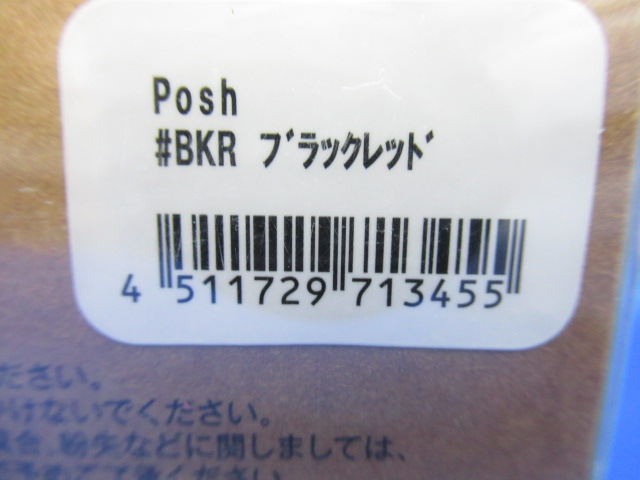 Posh
#BKR ﾌﾞﾗｯｸﾚｯﾄﾞ
4 511729 713455
ださい。
けないでください。
紛失などに関しましては、